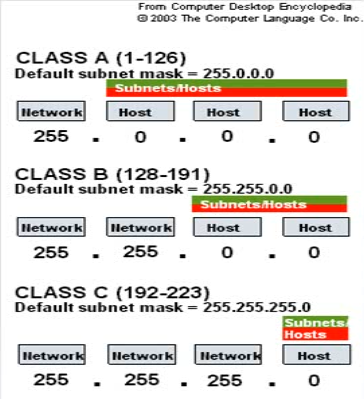 From Computer Desktop Encyclopedia
© 2003 The Computer Language Co. Inc.
CLASS A (1-126)
Default subnet mask = 255.0.0.0
Subnets/Hosts
Network Host Host Host
255 . 0 . 0 . 0
CLASS B (128-191)
Default subnet mask = 255.255.0.0
Subnets/Hosts
Network Network Host Host
255 . 255 . 0 . 0
CLASS C (192-223)
Default subnet mask = 255.255.255.0
Subnets/
Hosts
Network Network Network Host
255 . 255 . 255 . 0